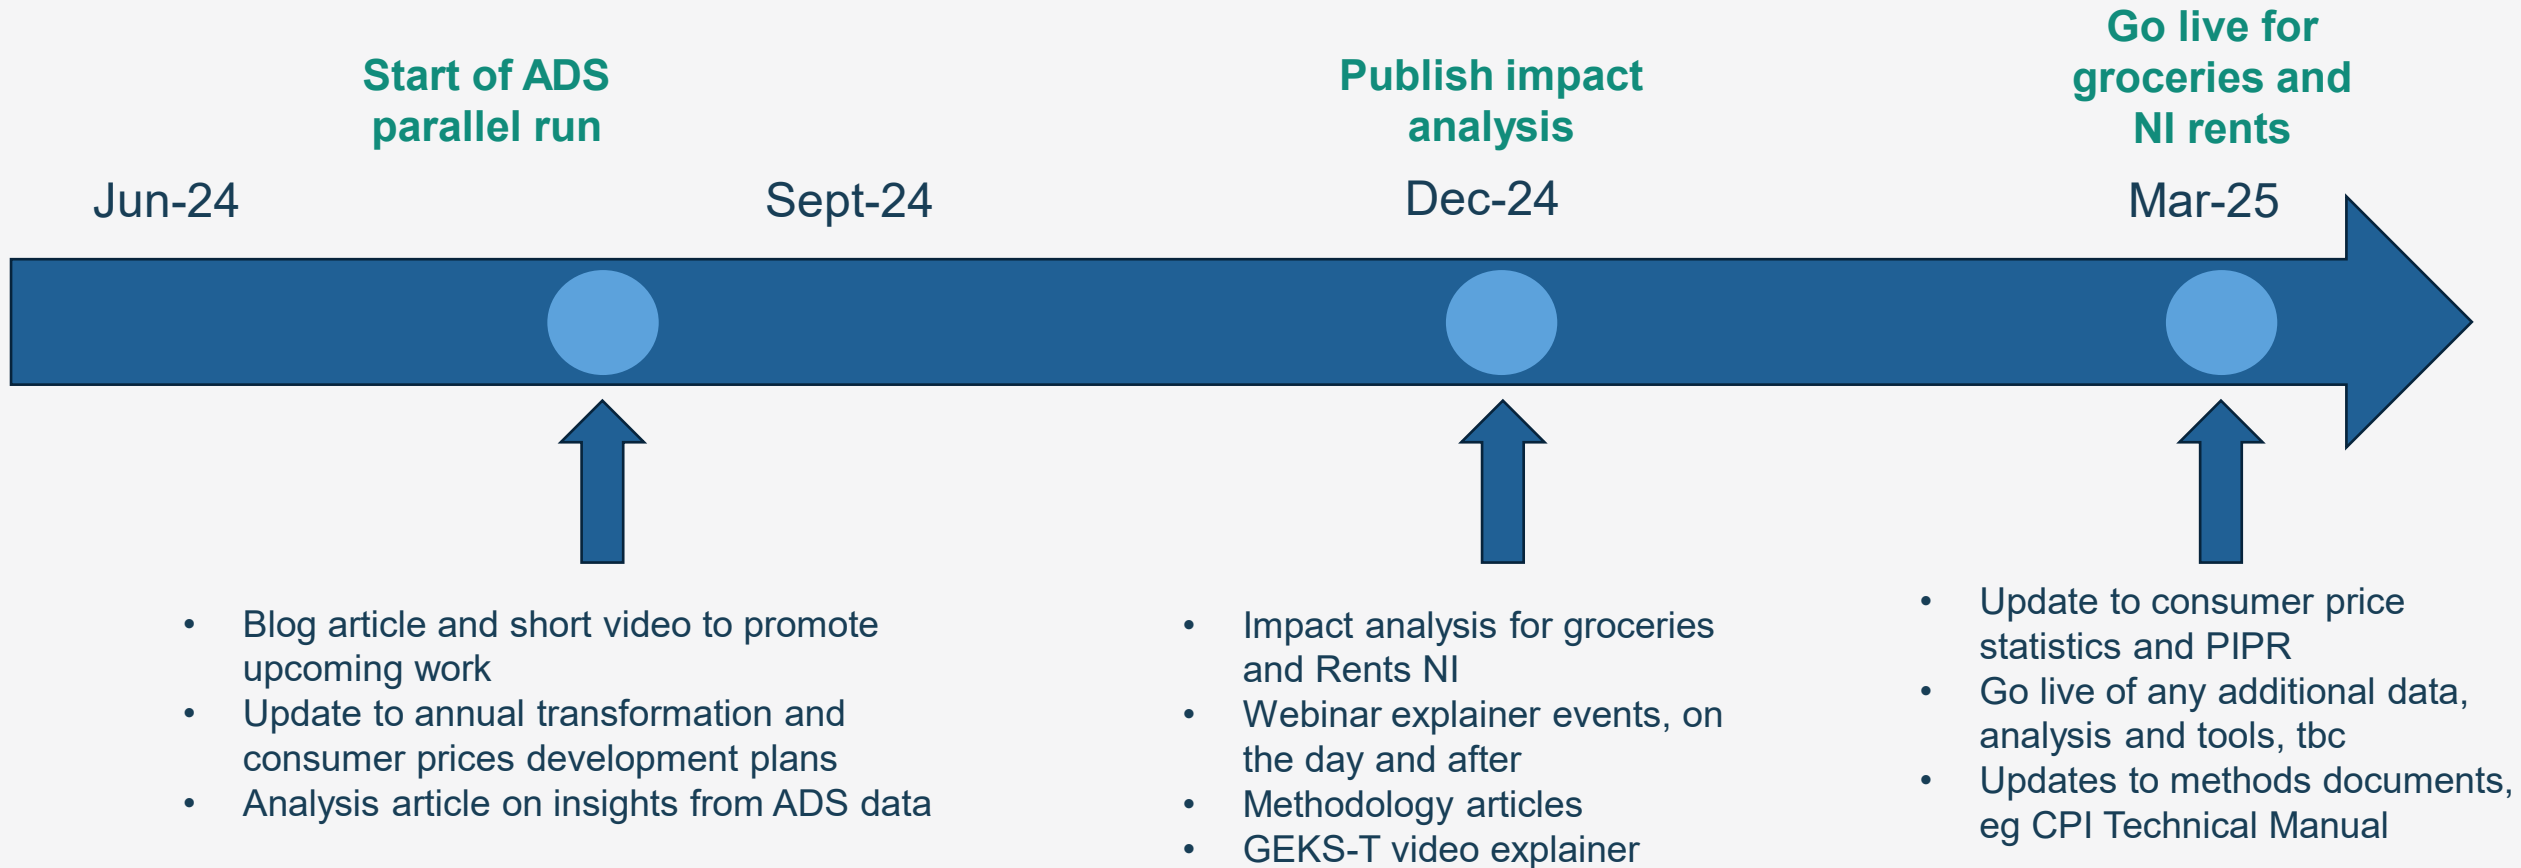 Start of ADS
parallel run
Publish impact
analysis
Go live for
groceries and
NI rents
Jun-24
Sept-24
Dec-24
Mar-25
• Blog article and short video to promote
upcoming work
• Update to annual transformation and
consumer prices development plans
• Analysis article on insights from ADS data
• Impact analysis for groceries
and Rents NI
• Webinar explainer events, on
the day and after
• Methodology articles
• GEKS-T video explainer
• Update to consumer price
statistics and PIPR
• Go live of any additional data,
analysis and tools, tbc
• Updates to methods documents,
eg CPI Technical Manual